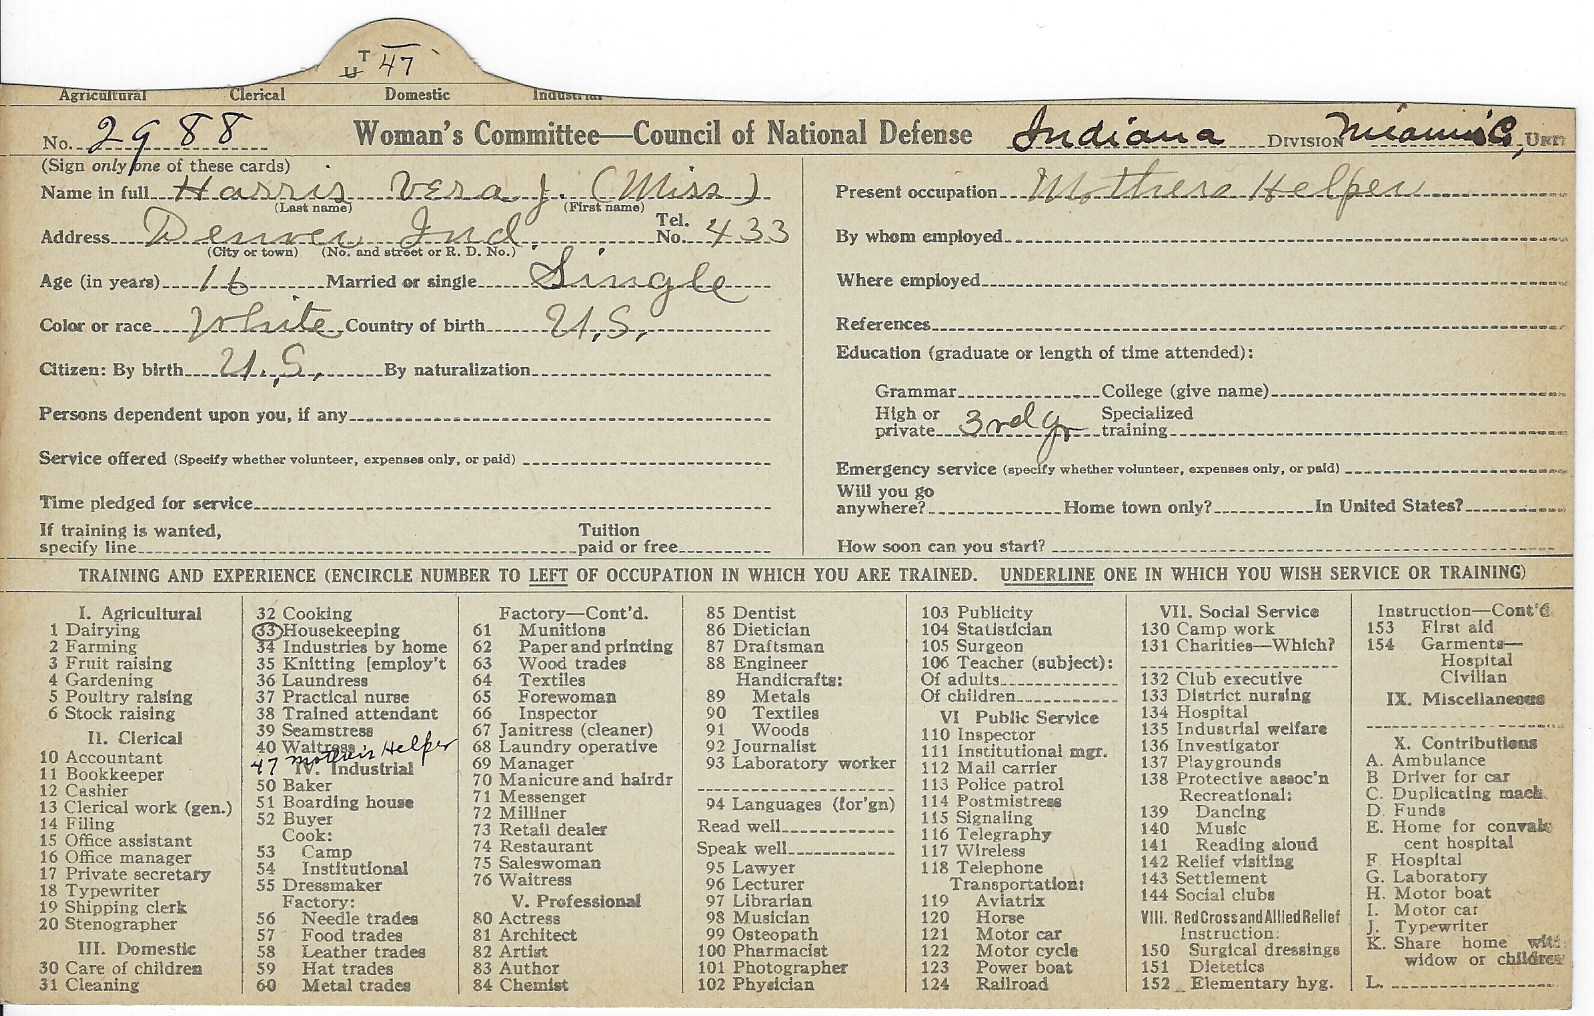 T
U 47
Agricultural Clerical Domestic Industrial
No. 2988 Woman's Committee—Council of National Defense Indiana DIVISION Miami Co, UNIT
(Sign only one of these cards)
Name in full Harris Vera J. (Miss)
(Last name) (First name)
Address Denver Ind. Tel. No. 433
(City or town) (No. and street or R. D. No.)
Age (in years) 16 Married or single Single
Color or race White Country of birth U.S.
Citizen: By birth U.S. By naturalization
Persons dependent upon you, if any
Service offered (Specify whether volunteer, expenses only, or paid)
Time pledged for service
If training is wanted, specify line Tuition paid or free
Present occupation Mothers Helper
By whom employed
Where employed
References
Education (graduate or length of time attended):
Grammar College (give name)
High or private 3rd yr Specialized training
Emergency service (specify whether volunteer, expenses only, or paid)
Will you go anywhere? Home town only? In United States?
How soon can you start?
TRAINING AND EXPERIENCE (ENCIRCLE NUMBER TO LEFT OF OCCUPATION IN WHICH YOU ARE TRAINED. UNDERLINE ONE IN WHICH YOU WISH SERVICE OR TRAINING)
I. Agricultural
1 Dairying
2 Farming
3 Fruit raising
4 Gardening
5 Poultry raising
6 Stock raising
II. Clerical
10 Accountant
11 Bookkeeper
12 Cashier
13 Clerical work (gen.)
14 Filing
15 Office assistant
16 Office manager
17 Private secretary
18 Typewriter
19 Shipping clerk
20 Stenographer
III. Domestic
30 Care of children
31 Cleaning
32 Cooking
33 Housekeeping
34 Industries by home
35 Knitting [employ't
36 Laundress
37 Practical nurse
38 Trained attendant
39 Seamstress
40 Waitress
47 Mothers Helper
IV. Industrial
50 Baker
51 Boarding house
52 Buyer
Cook:
53 Camp
54 Institutional
55 Dressmaker
Factory:
56 Needle trades
57 Food trades
58 Leather trades
59 Hat trades
60 Metal trades
Factory—Cont'd.
61 Munitions
62 Paper and printing
63 Wood trades
64 Textiles
65 Forewoman
66 Inspector
67 Janitress (cleaner)
68 Laundry operative
69 Manager
70 Manicure and hairdr
71 Messenger
72 Milliner
73 Retail dealer
74 Restaurant
75 Saleswoman
76 Waitress
V. Professional
80 Actress
81 Architect
82 Artist
83 Author
84 Chemist
85 Dentist
86 Dietician
87 Draftsman
88 Engineer
Handicrafts:
89 Metals
90 Textiles
91 Woods
92 Journalist
93 Laboratory worker
94 Languages (for'gn)
Read well
Speak well
95 Lawyer
96 Lecturer
97 Librarian
98 Musician
99 Osteopath
100 Pharmacist
101 Photographer
102 Physician
103 Publicity
104 Statistician
105 Surgeon
106 Teacher (subject):
Of adults
Of children
VI Public Service
110 Inspector
111 Institutional mgr.
112 Mail carrier
113 Police patrol
114 Postmistress
115 Signaling
116 Telegraphy
117 Wireless
118 Telephone
Transportation:
119 Aviatrix
120 Horse
121 Motor car
122 Motor cycle
123 Power boat
124 Railroad
VII. Social Service
130 Camp work
131 Charities—Which?
132 Club executive
133 District nursing
134 Hospital
135 Industrial welfare
136 Investigator
137 Playgrounds
138 Protective assoc'n
Recreational:
139 Dancing
140 Music
141 Reading aloud
142 Relief visiting
143 Settlement
144 Social clubs
VIII. Red Cross and Allied Relief
Instruction:
150 Surgical dressings
151 Dietetics
152 Elementary hyg.
Instruction—Cont'd
153 First aid
154 Garments—
Hospital
Civilian
IX. Miscellaneous
X. Contributions
A. Ambulance
B Driver for car
C. Duplicating mach.
D. Funds
E. Home for convales
cent hospital
F. Hospital
G. Laboratory
H. Motor boat
I. Motor car
J. Typewriter
K. Share home with
widow or children
L.